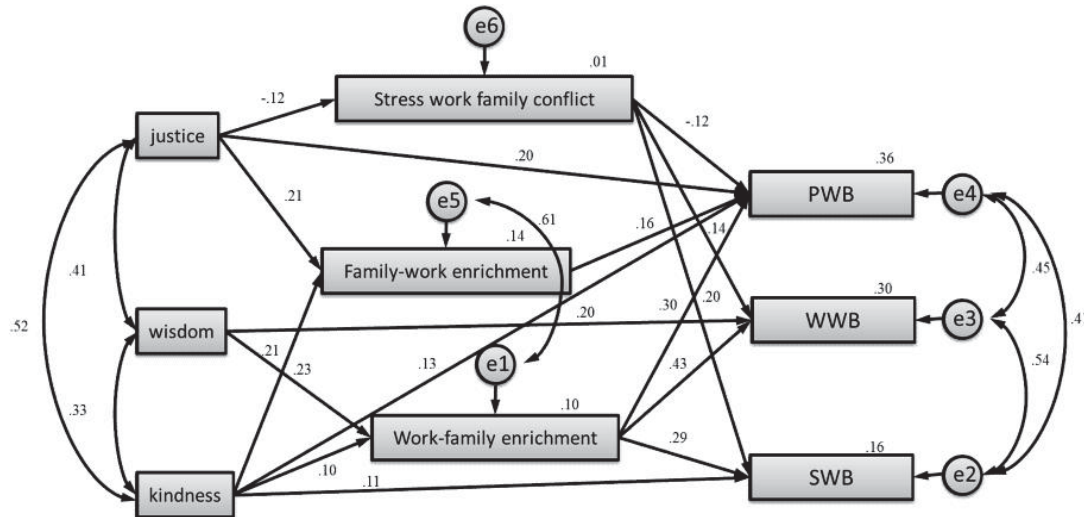 e6
.01
Stress work family conflict
-.12
-.12
justice
.20
.36
PWB
e4
.21
e5
.61
.14
.16
.14
Family-work enrichment
.41
.45
.52
.30
.20
.30
.41
wisdom
.20
WWB
e3
.21
.23
.13
e1
.43
.54
.33
.10
Work-family enrichment
.29
.16
.10
kindness
.11
SWB
e2